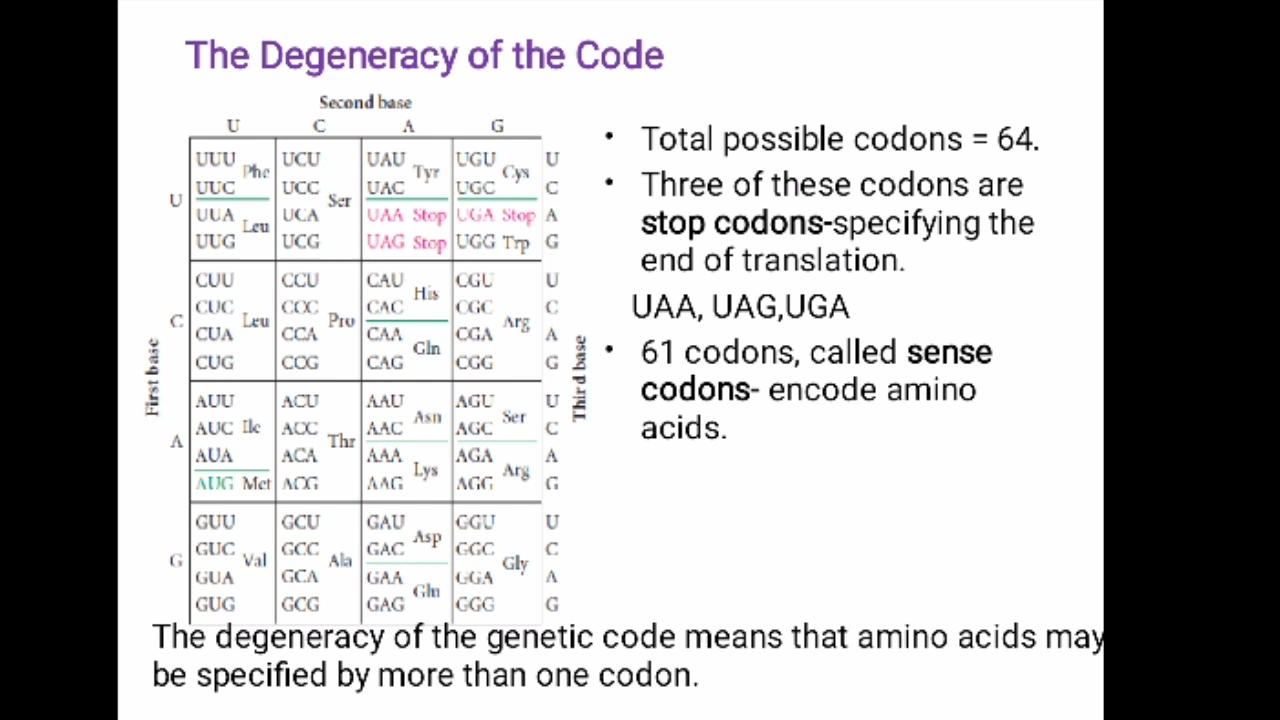 The Degeneracy of the Code
Second base
U C A G
UUU Phe UCU UAU Tyr UGU Cys U
UUC UCC Ser UAC UGC C
U
UUA Leu UCA UAA Stop UGA Stop A
UUG UCG UAG Stop UGG Trp G
CUU CCU CAU His CGU U
CUC Leu CCC Pro CAC CGC Arg C
C
CUA CCA CAA Gln CGA A
CUG CCG CAG CGG G
AUU ACU AAU Asn AGU Ser U
AUC Ile ACC Thr AAC AGC C
A
AUA ACA AAA Lys AGA Arg A
AUG Met ACG AAG AGG G
GUU GCU GAU Asp GGU U
GUC Val GCC Ala GAC GGC Gly C
G
GUA GCA GAA GGA A
GUG GCG GAG GGG G
First base
Third base
• Total possible codons = 64.
• Three of these codons are
stop codons-specifying the
end of translation.
UAA, UAG,UGA
• 61 codons, called sense
codons- encode amino
acids.
The degeneracy of the genetic code means that amino acids may
be specified by more than one codon.